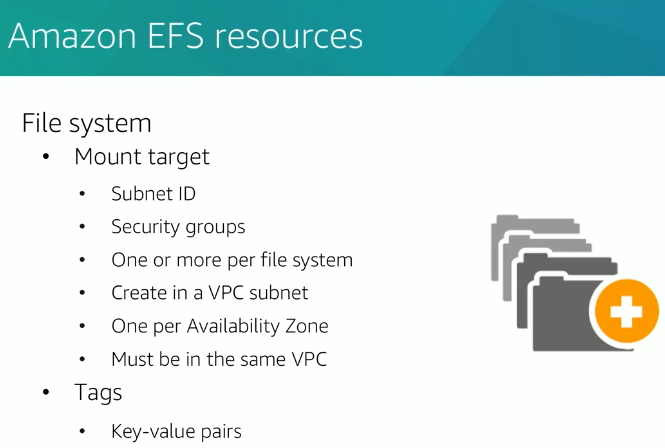 Amazon EFS resources
File system
• Mount target
• Subnet ID
• Security groups
• One or more per file system
• Create in a VPC subnet
• One per Availability Zone
• Must be in the same VPC
• Tags
• Key-value pairs